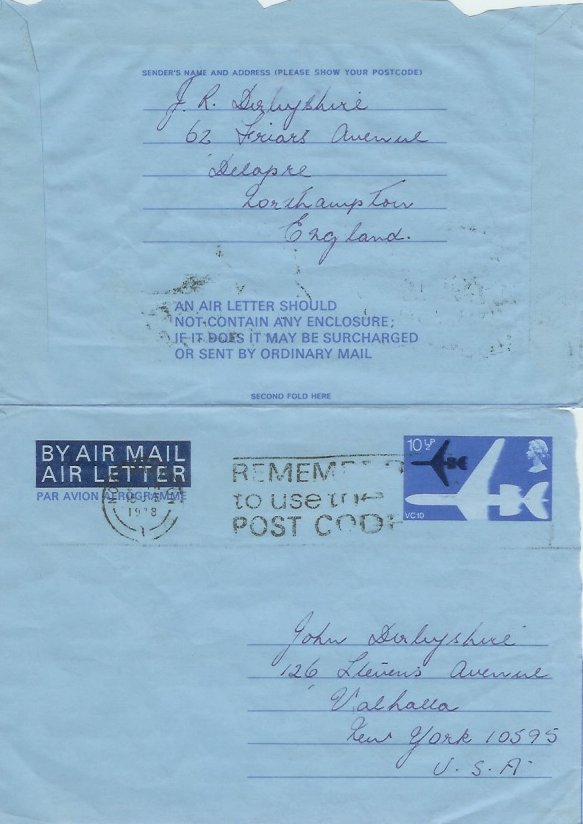 SENDER'S NAME AND ADDRESS (PLEASE SHOW YOUR POSTCODE)
J. R. Derbyshire
62 Friars Avenue
Delapre
Northampton
England.
AN AIR LETTER SHOULD
NOT CONTAIN ANY ENCLOSURE;
IF IT DOES IT MAY BE SURCHARGED
OR SENT BY ORDINARY MAIL
SECOND FOLD HERE
BY AIR MAIL
AIR LETTER
PAR AVION AEROGRAMME
1978
REMEMBER
to use the
POST CODE
10½P
VC10
John Derbyshire
126 Stevens Avenue
Valhalla
New York 10595
U.S.A